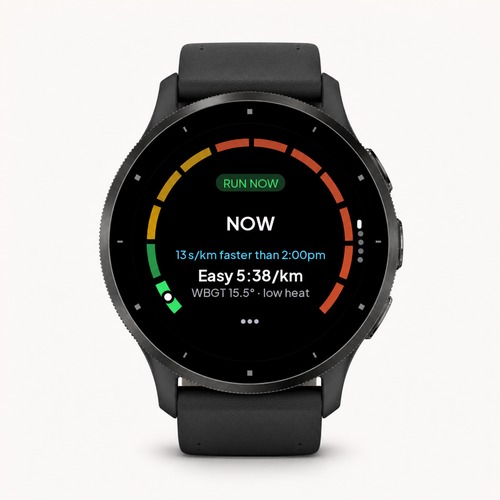 RUN NOW
NOW
13 s/km faster than 2:00pm
Easy 5:38/km
WBGT 15.5° · low heat